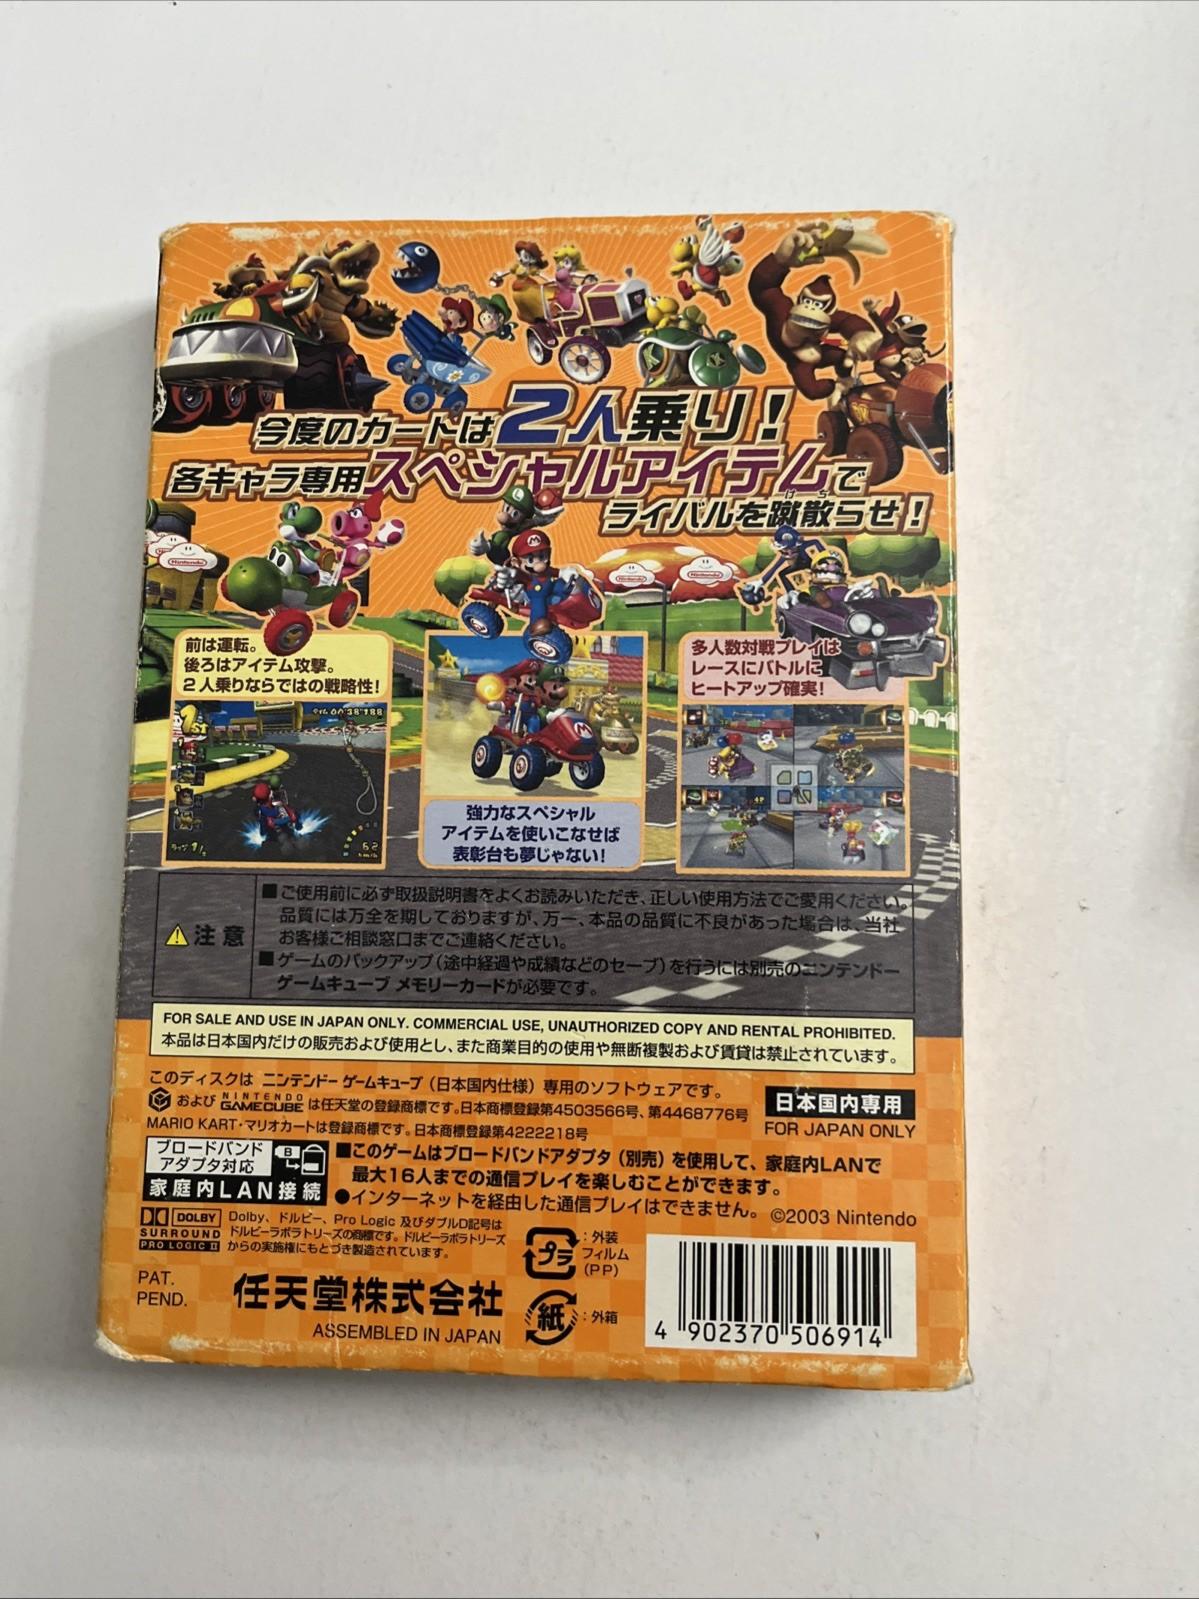 今度のカートは2人乗り!
各キャラ専用スペシャルアイテムで
ライバルを蹴散らせ!
けち
Nintendo
Nintendo
Nintendo
前は運転。
後ろはアイテム攻撃。
2人乗りならではの戦略性!
多人数対戦プレイは
レースにバトルに
ヒートアップ確実!
1ST
00:38:188
強力なスペシャル
アイテムを使いこなせば
表彰台も夢じゃない!
注意
■ご使用前に必ず取扱説明書をよくお読みいただき、正しい使用方法でご愛用ください。
品質には万全を期しておりますが、万一、本品の品質に不良があった場合は、当社
お客様ご相談窓口までご連絡ください。
■ゲームのバックアップ(途中経過や成績などのセーブ)を行うには別売のニンテンドー
ゲームキューブ メモリーカードが必要です。
FOR SALE AND USE IN JAPAN ONLY. COMMERCIAL USE, UNAUTHORIZED COPY AND RENTAL PROHIBITED.
本品は日本国内だけの販売および使用とし、また商業目的の使用や無断複製および賃貸は禁止されています。
このディスクは ニンテンドー ゲームキューブ (日本国内仕様) 専用のソフトウェアです。
および NINTENDO GAMECUBE は任天堂の登録商標です。日本商標登録第4503566号、第4468776号
MARIO KART・マリオカートは登録商標です。日本商標登録第4222218号
日本国内専用
FOR JAPAN ONLY
ブロードバンド
アダプタ対応
B
家庭内LAN接続
■このゲームはブロードバンドアダプタ (別売) を使用して、家庭内LANで
最大16人までの通信プレイを楽しむことができます。
●インターネットを経由した通信プレイはできません。
©2003 Nintendo
DOLBY
SURROUND
PRO LOGIC II
Dolby、ドルビー、Pro Logic 及びダブルD記号は
ドルビーラボラトリーズの商標です。ドルビーラボラトリーズ
からの実施権にもとづき製造されています。
PAT.
PEND.
任天堂株式会社
ASSEMBLED IN JAPAN
プラ
:外装
フィルム
(PP)
紙
:外箱
4 902370 506914